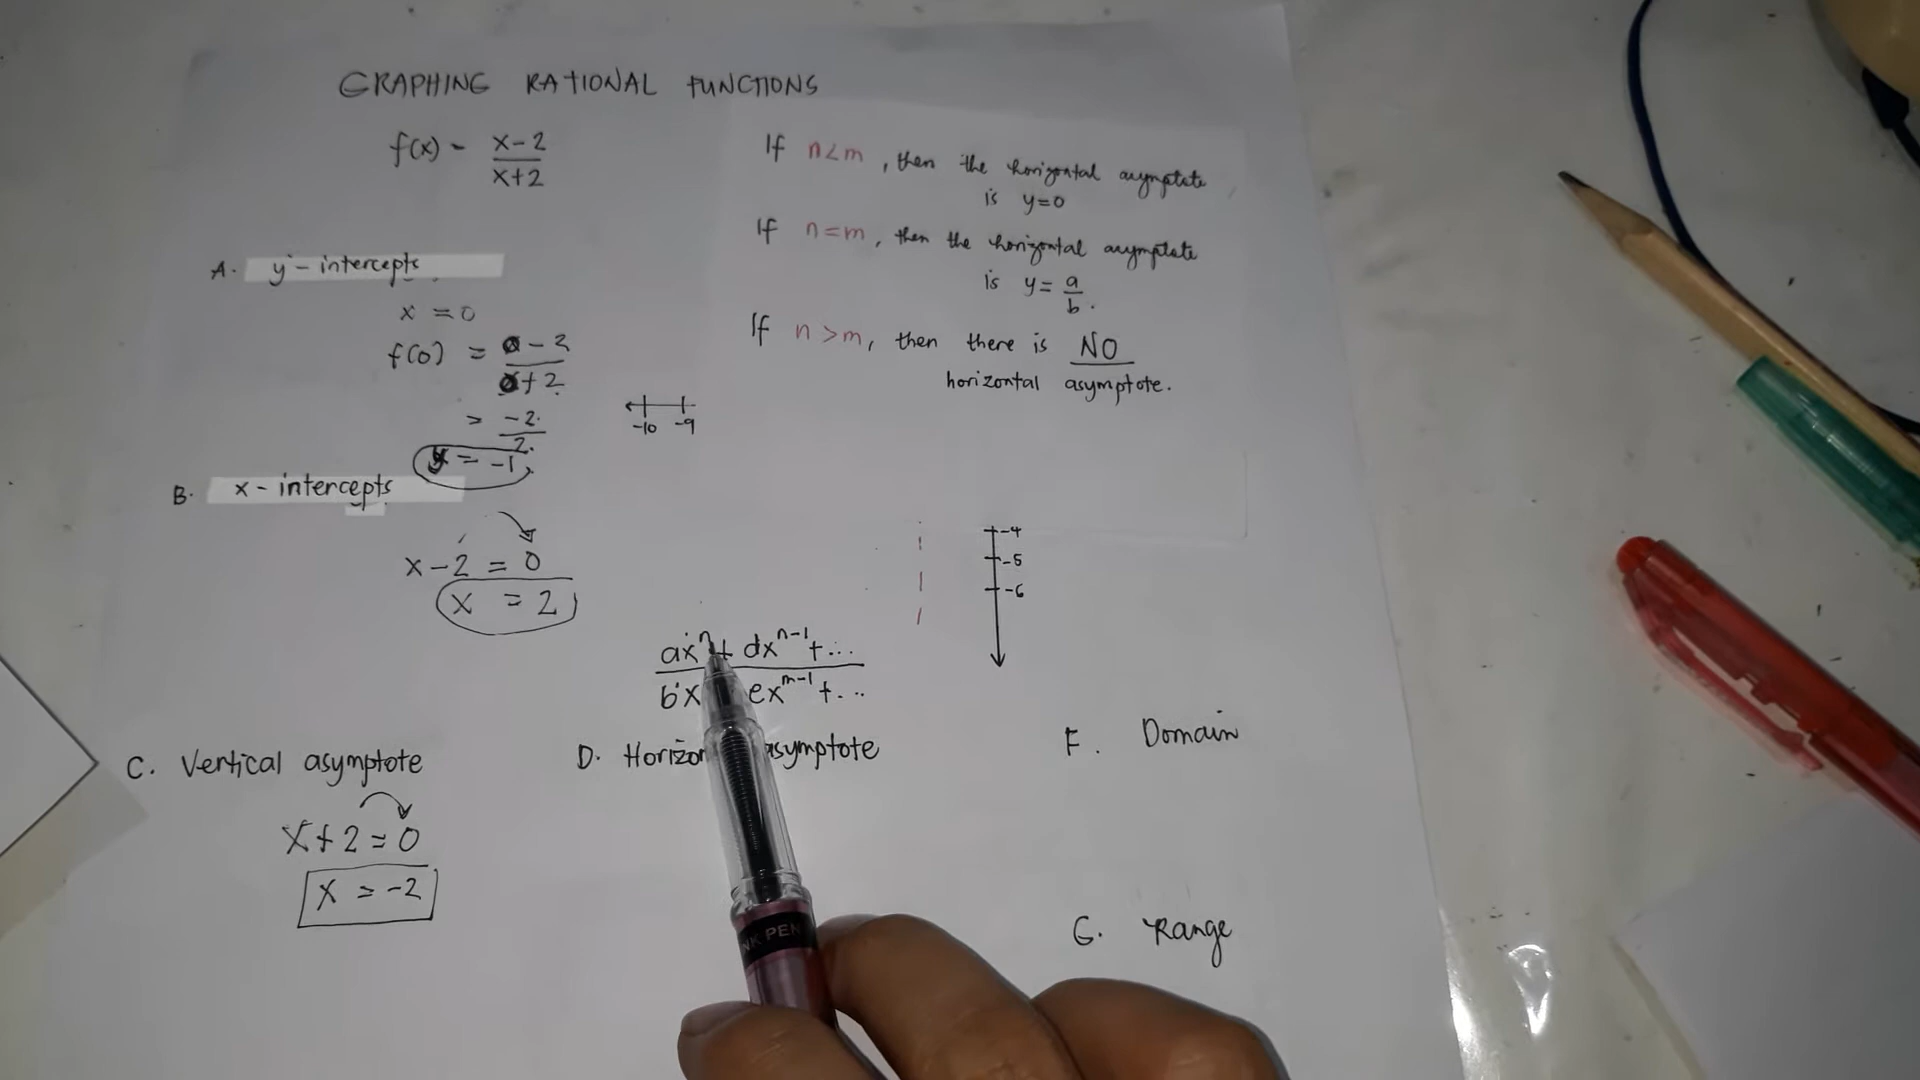 GRAPHING RATIONAL FUNCTIONS
f(x) = x-2 / x+2
A. y - intercepts
x = 0
f(0) = 0 - 2 / 0 + 2
= -2 / 2
y = -1
B. x - intercepts
x - 2 = 0
x = 2
If n<m, then the horizontal asymptote
is y=0
If n=m, then the horizontal asymptote
is y= a/b.
If n>m, then there is NO
horizontal asymptote.
-10 -9
-4
-5
-6
ax^n + dx^n-1 + ...
bx ex^m-1 + ...
C. Vertical asymptote
x + 2 = 0
x = -2
D. Horizon asymptote
F. Domain
G. Range
NK PEN